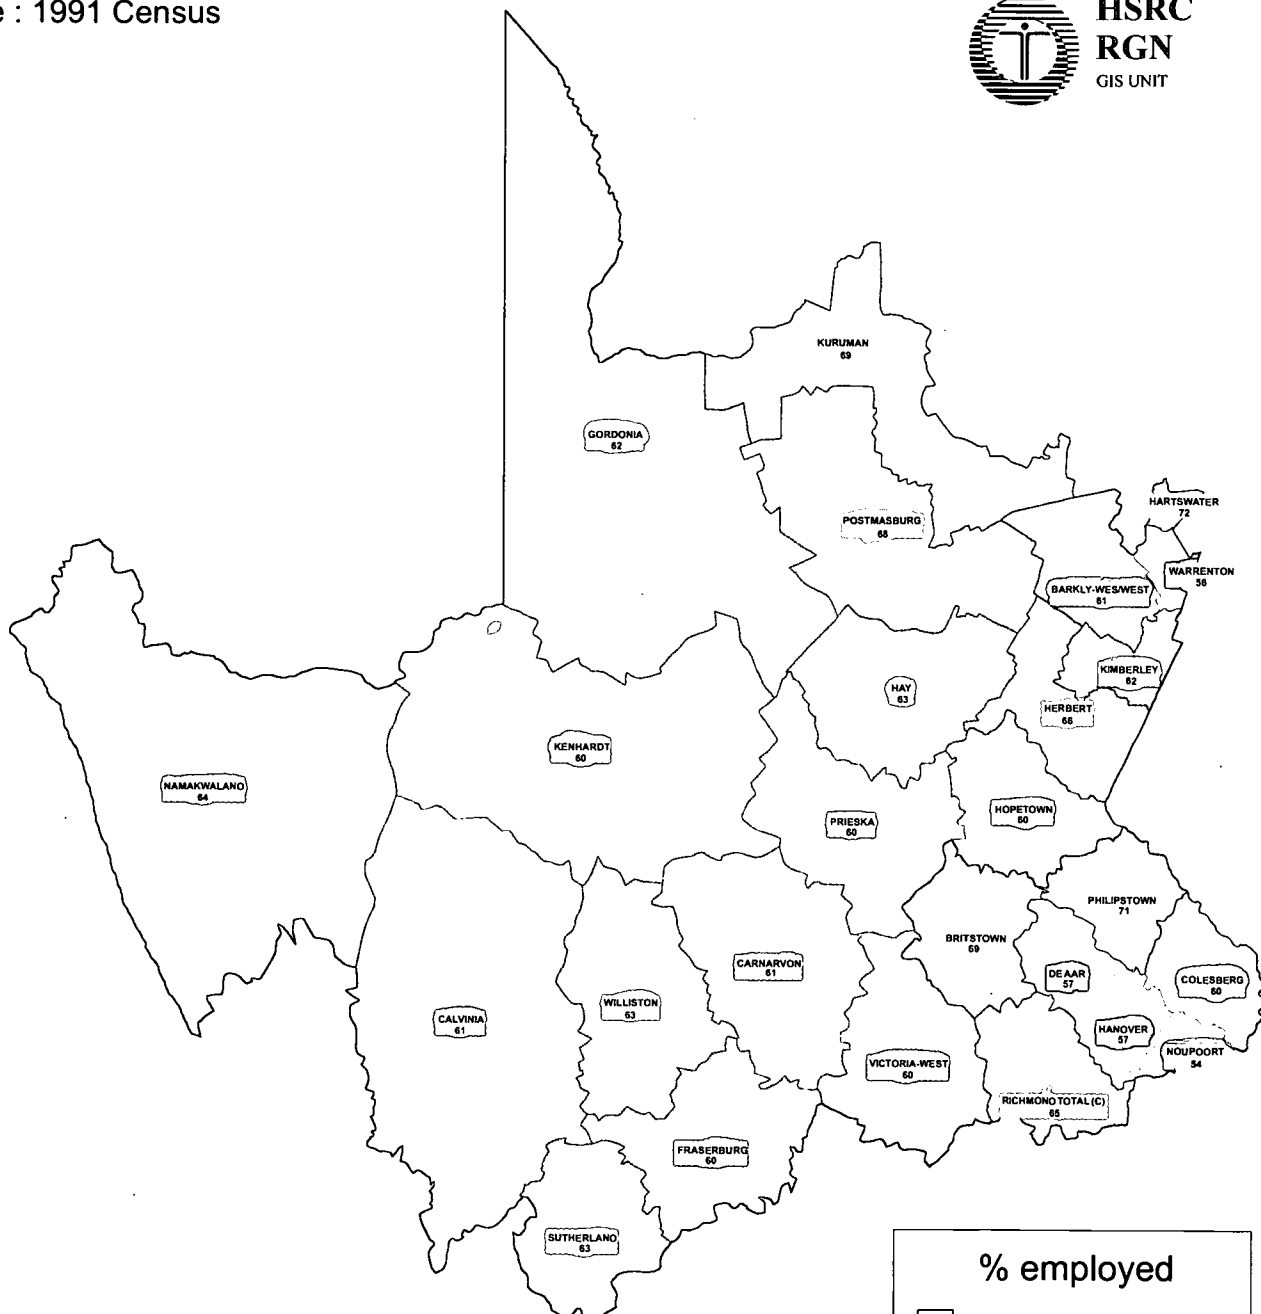 e : 1991 Census
HSRC
RGN
GIS UNIT
KURUMAN
69
GORDONIA
62
HARTSWATER
72
POSTMASBURG
68
WARRENTON
56
BARKLY-WES/WEST
61
KIMBERLEY
62
HAY
63
HERBERT
66
KENHARDT
60
NAMAKWALANO
64
HOPETOWN
60
PRIESKA
60
PHILIPSTOWN
71
BRITSTOWN
69
CARNARVON
61
DE AAR
57
COLESBERG
60
WILLISTON
63
CALVINIA
61
HANOVER
57
NOUPOORT
54
VICTORIA-WEST
60
RICHMONO TOTAL (C)
65
FRASERBURG
60
SUTHERLANO
63
% employed